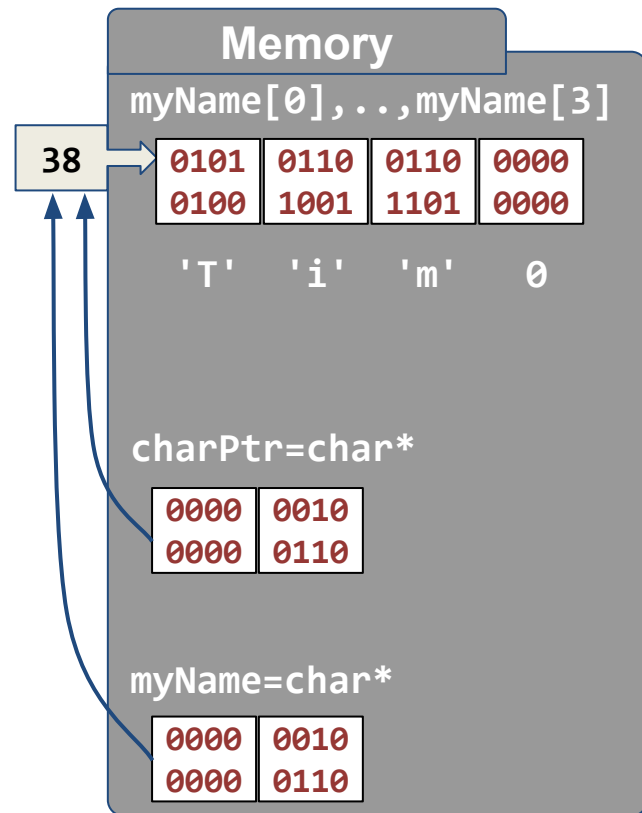 Memory
myName[0],..,myName[3]
38
0101 0110 0110 0000
0100 1001 1101 0000
'T' 'i' 'm' 0
charPtr=char*
0000 0010
0000 0110
myName=char*
0000 0010
0000 0110